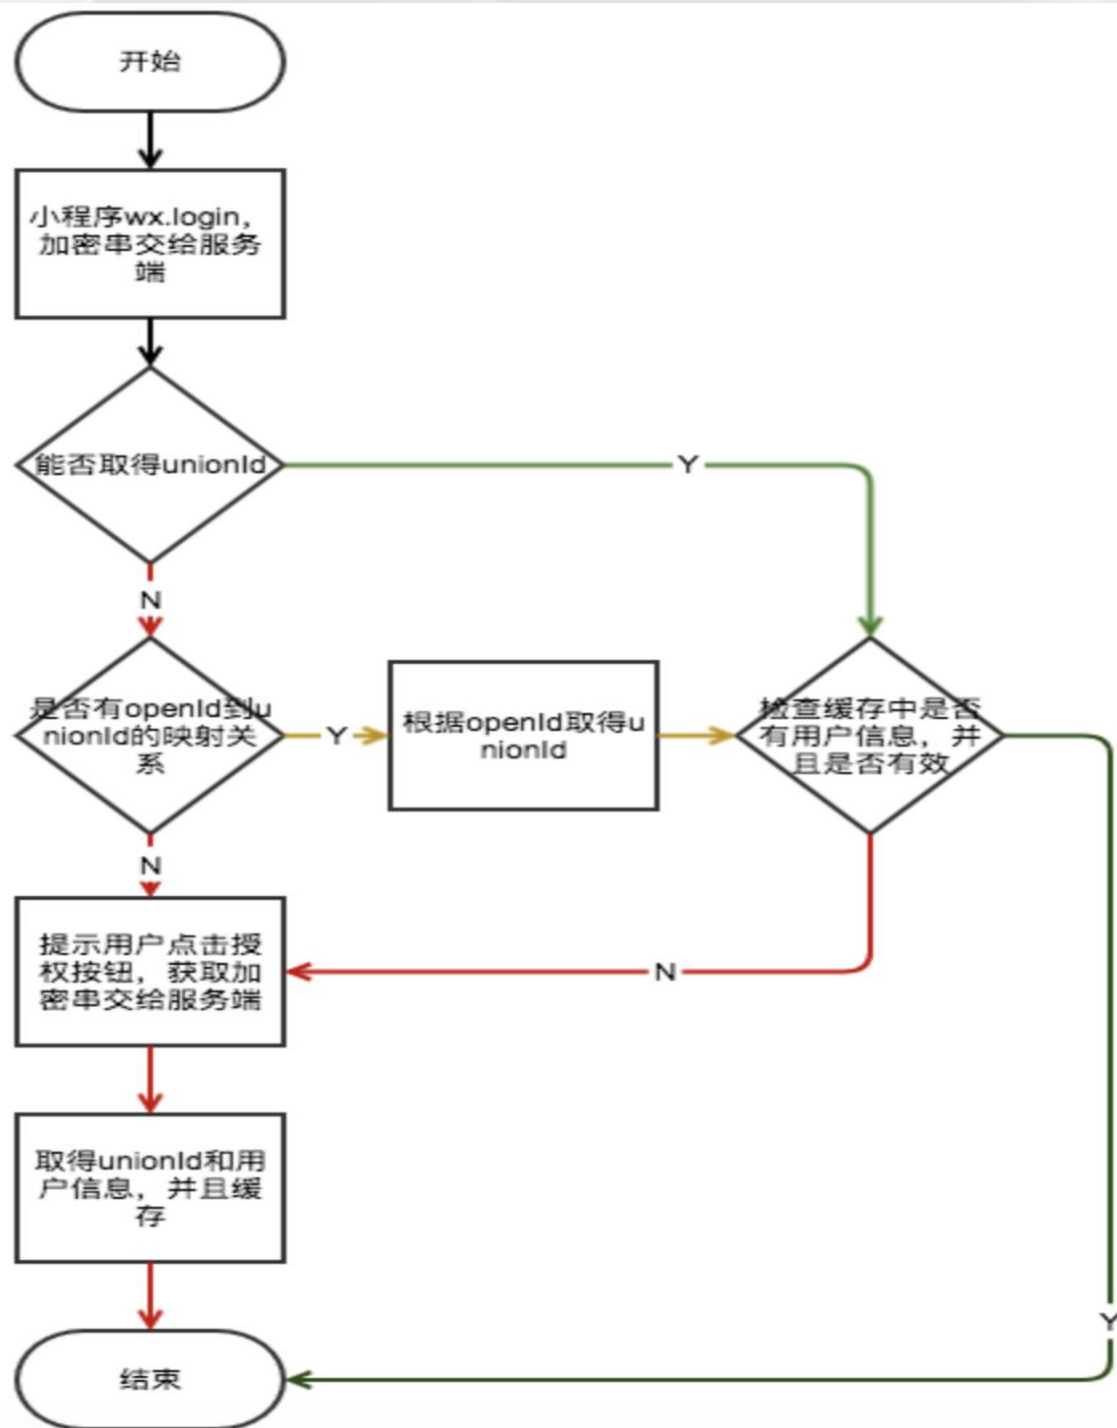 开始
小程序wx.login，
加密串交给服务
端
能否取得unionId
Y
N
是否有openId到u
nionId的映射关
系
Y
根据openId取得u
nionId
检查缓存中是否
有用户信息，并
且是否有效
N
提示用户点击授
权按钮，获取加
密串交给服务端
N
取得unionId和用
户信息，并且缓
存
Y
结束